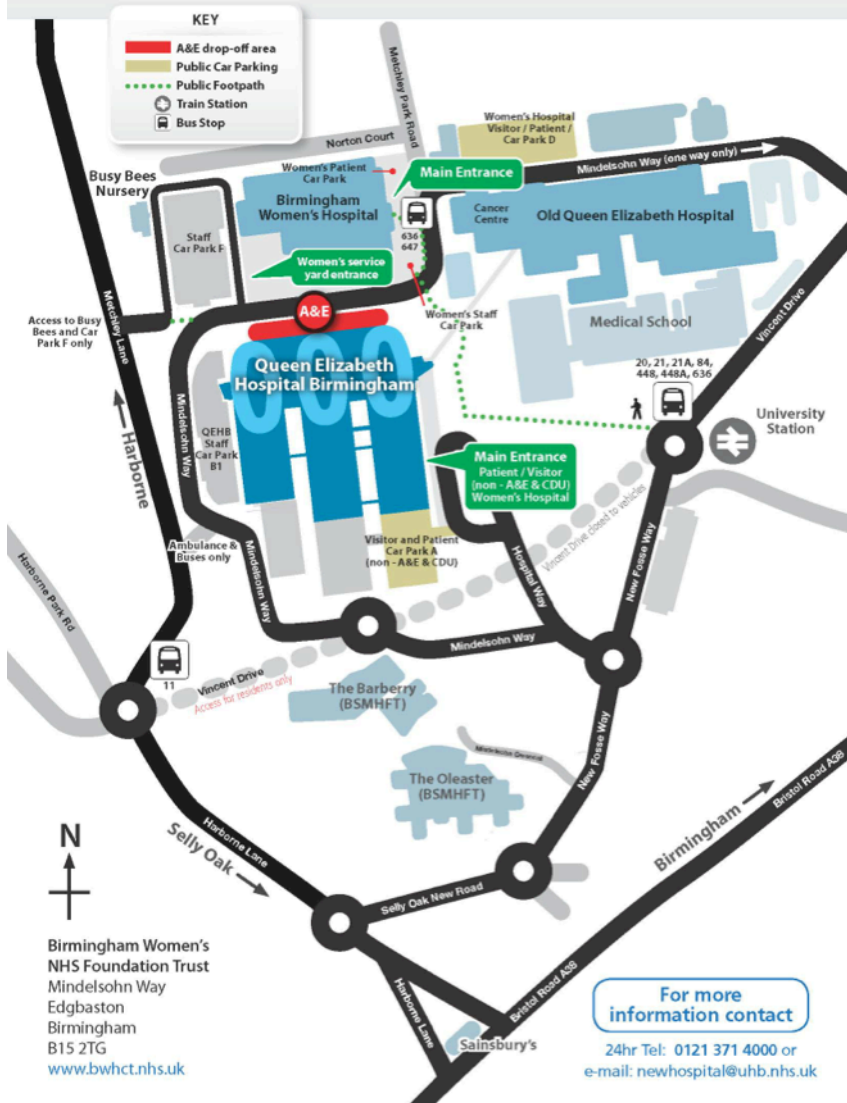 KEY
A&E drop-off area
Public Car Parking
Public Footpath
Train Station
Bus Stop
Metchley Park Road
Norton Court
Women's Hospital
Visitor / Patient /
Car Park D
Mindelsohn Way (one way only)
Busy Bees
Nursery
Women's Patient
Car Park
Main Entrance
Birmingham
Women's Hospital
636
647
Cancer
Centre
Old Queen Elizabeth Hospital
Staff
Car Park F
Women's service
yard entrance
Women's Staff
Car Park
Medical School
Vincent Drive
Access to Busy
Bees and Car
Park F only
Metchley Lane
A&E
Queen Elizabeth
Hospital Birmingham
20, 21, 21A, 84,
448, 448A, 636
University
Station
Harborne
Mindelsohn Way
QEHB
Staff
Car Park
B1
Main Entrance
Patient / Visitor
(non - A&E & CDU)
Women's Hospital
Vincent Drive closed to vehicles
Ambulance &
Buses only
Mindelsohn Way
Visitor and Patient
Car Park A
(non - A&E & CDU)
Hospital Way
New Fosse Way
Harborne Park Rd
Mindelsohn Way
11
Vincent Drive
Access for residents only
The Barberry
(BSMHFT)
New Fosse Way
Mindelsohn Crescent
The Oleaster
(BSMHFT)
Bristol Road A38
Birmingham
Harborne Lane
Selly Oak
Selly Oak New Road
N
Birmingham Women's
NHS Foundation Trust
Mindelsohn Way
Edgbaston
Birmingham
B15 2TG
www.bwhct.nhs.uk
Harborne Lane
Bristol Road A38
Sainsbury's
For more
information contact
24hr Tel: 0121 371 4000 or
e-mail: newhospital@uhb.nhs.uk